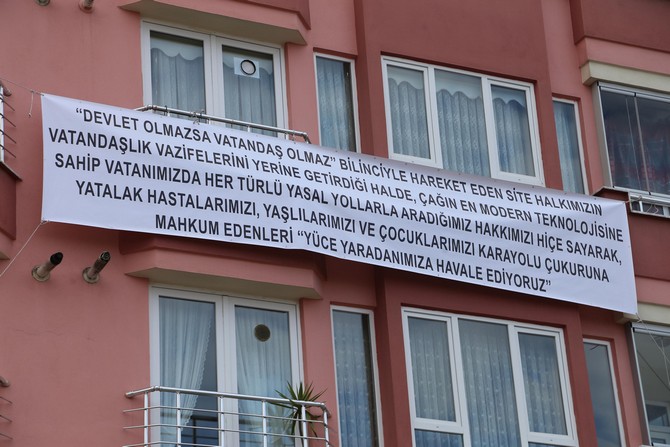 “DEVLET OLMAZSA VATANDAŞ OLMAZ” BİLİNCİYLE HAREKET EDEN SİTE HALKIMIZIN
VATANDAŞLIK VAZİFELERİNİ YERİNE GETİRDİĞİ HALDE, ÇAĞIN EN MODERN TEKNOLOJİSİNE
SAHİP VATANIMIZDA HER TÜRLÜ YASAL YOLLARLA ARADIĞIMIZ HAKKIMIZI HİÇE SAYARAK,
YATALAK HASTALARIMIZI, YAŞLILARIMIZI VE ÇOCUKLARIMIZI KARAYOLU ÇUKURUNA
MAHKUM EDENLERİ “YÜCE YARADANIMIZA HAVALE EDİYORUZ”